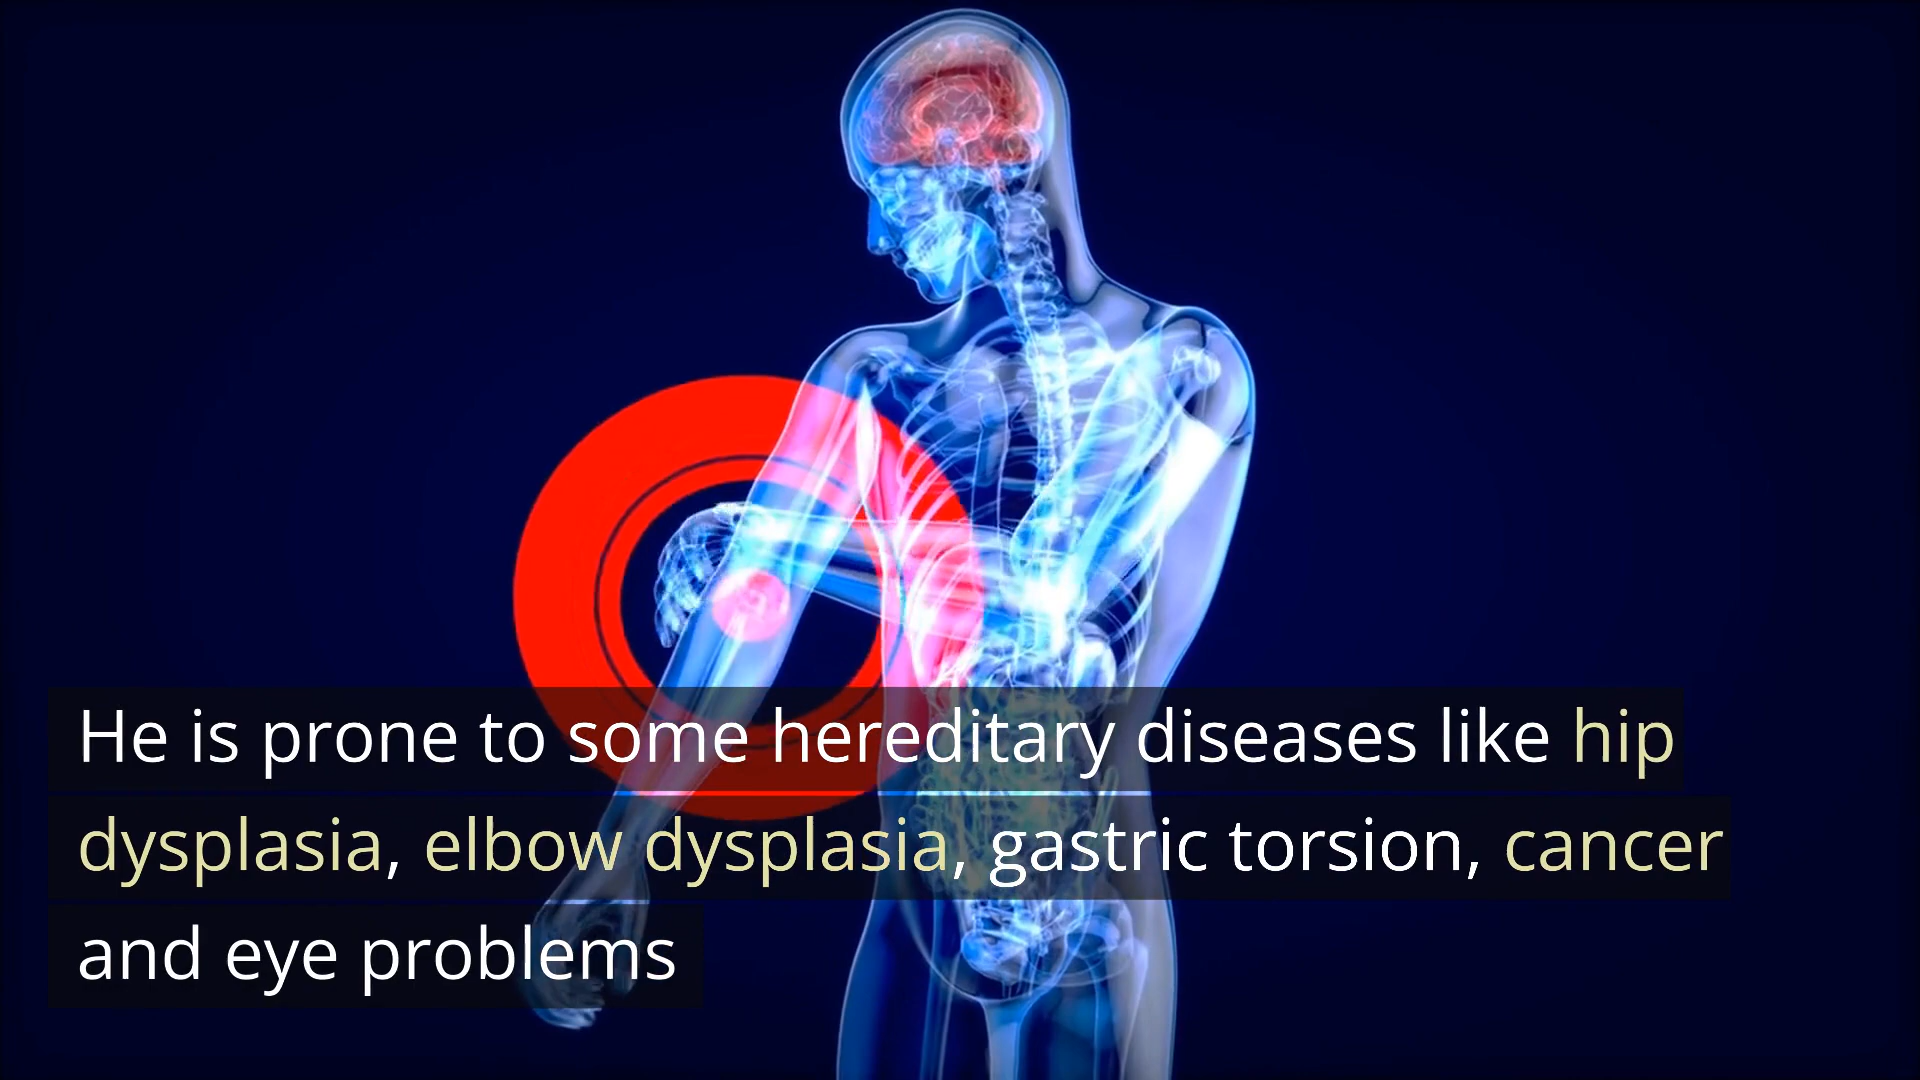 He is prone to some hereditary diseases like hip
dysplasia, elbow dysplasia, gastric torsion, cancer
and eye problems